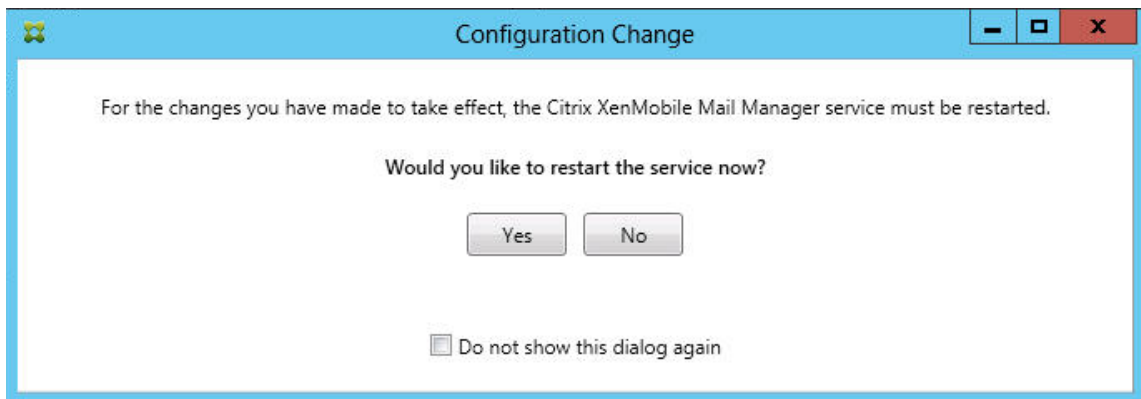 Configuration Change
For the changes you have made to take effect, the Citrix XenMobile Mail Manager service must be restarted.
Would you like to restart the service now?
Yes No
Do not show this dialog again